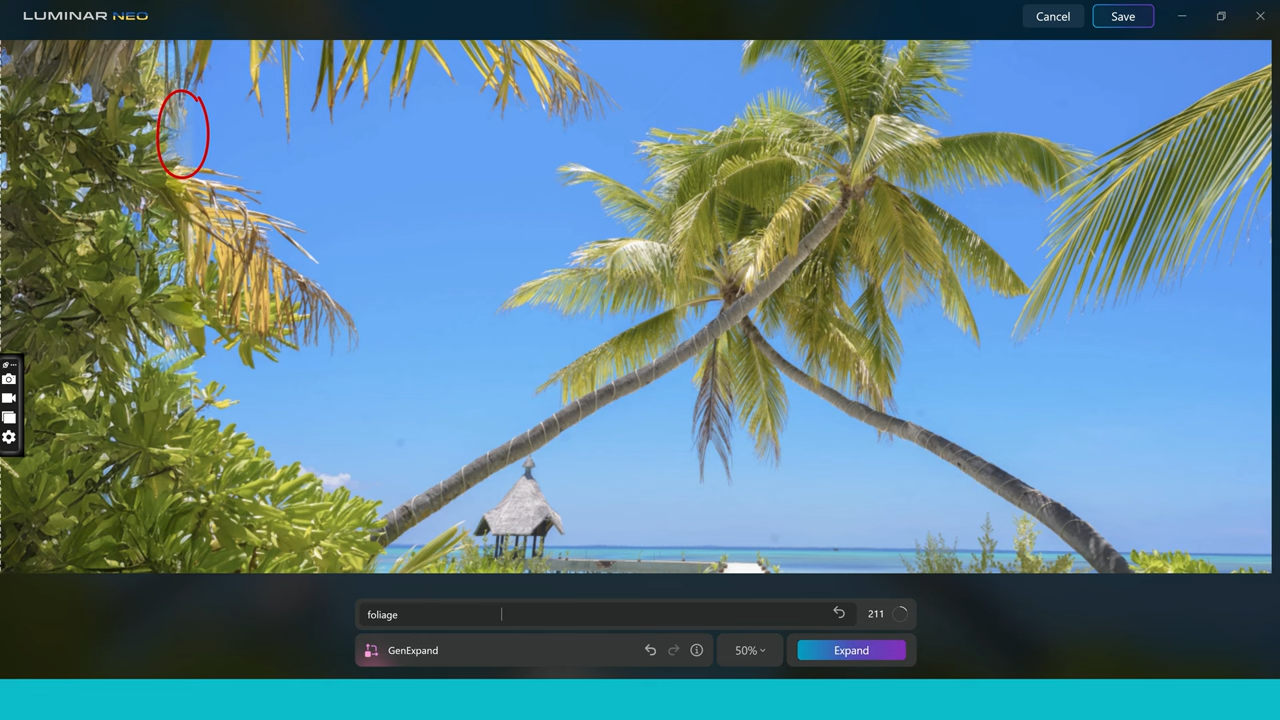 LUMINAR NEO
Cancel
Save
foliage
211
GenExpand
50%
Expand